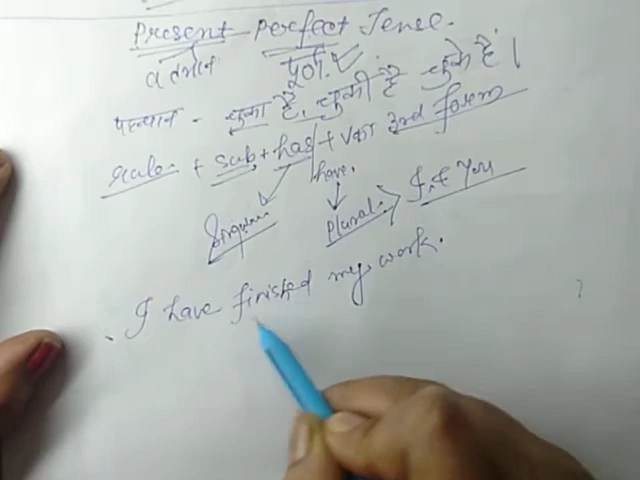 Present Perfect Tense.
वर्तमान पूर्ण
पहचान - चुका है, चुकी है चुके हैं।
rule - + sub + has/have. + V का 3rd form
Singular Plural. I, & You
I have finished my work.